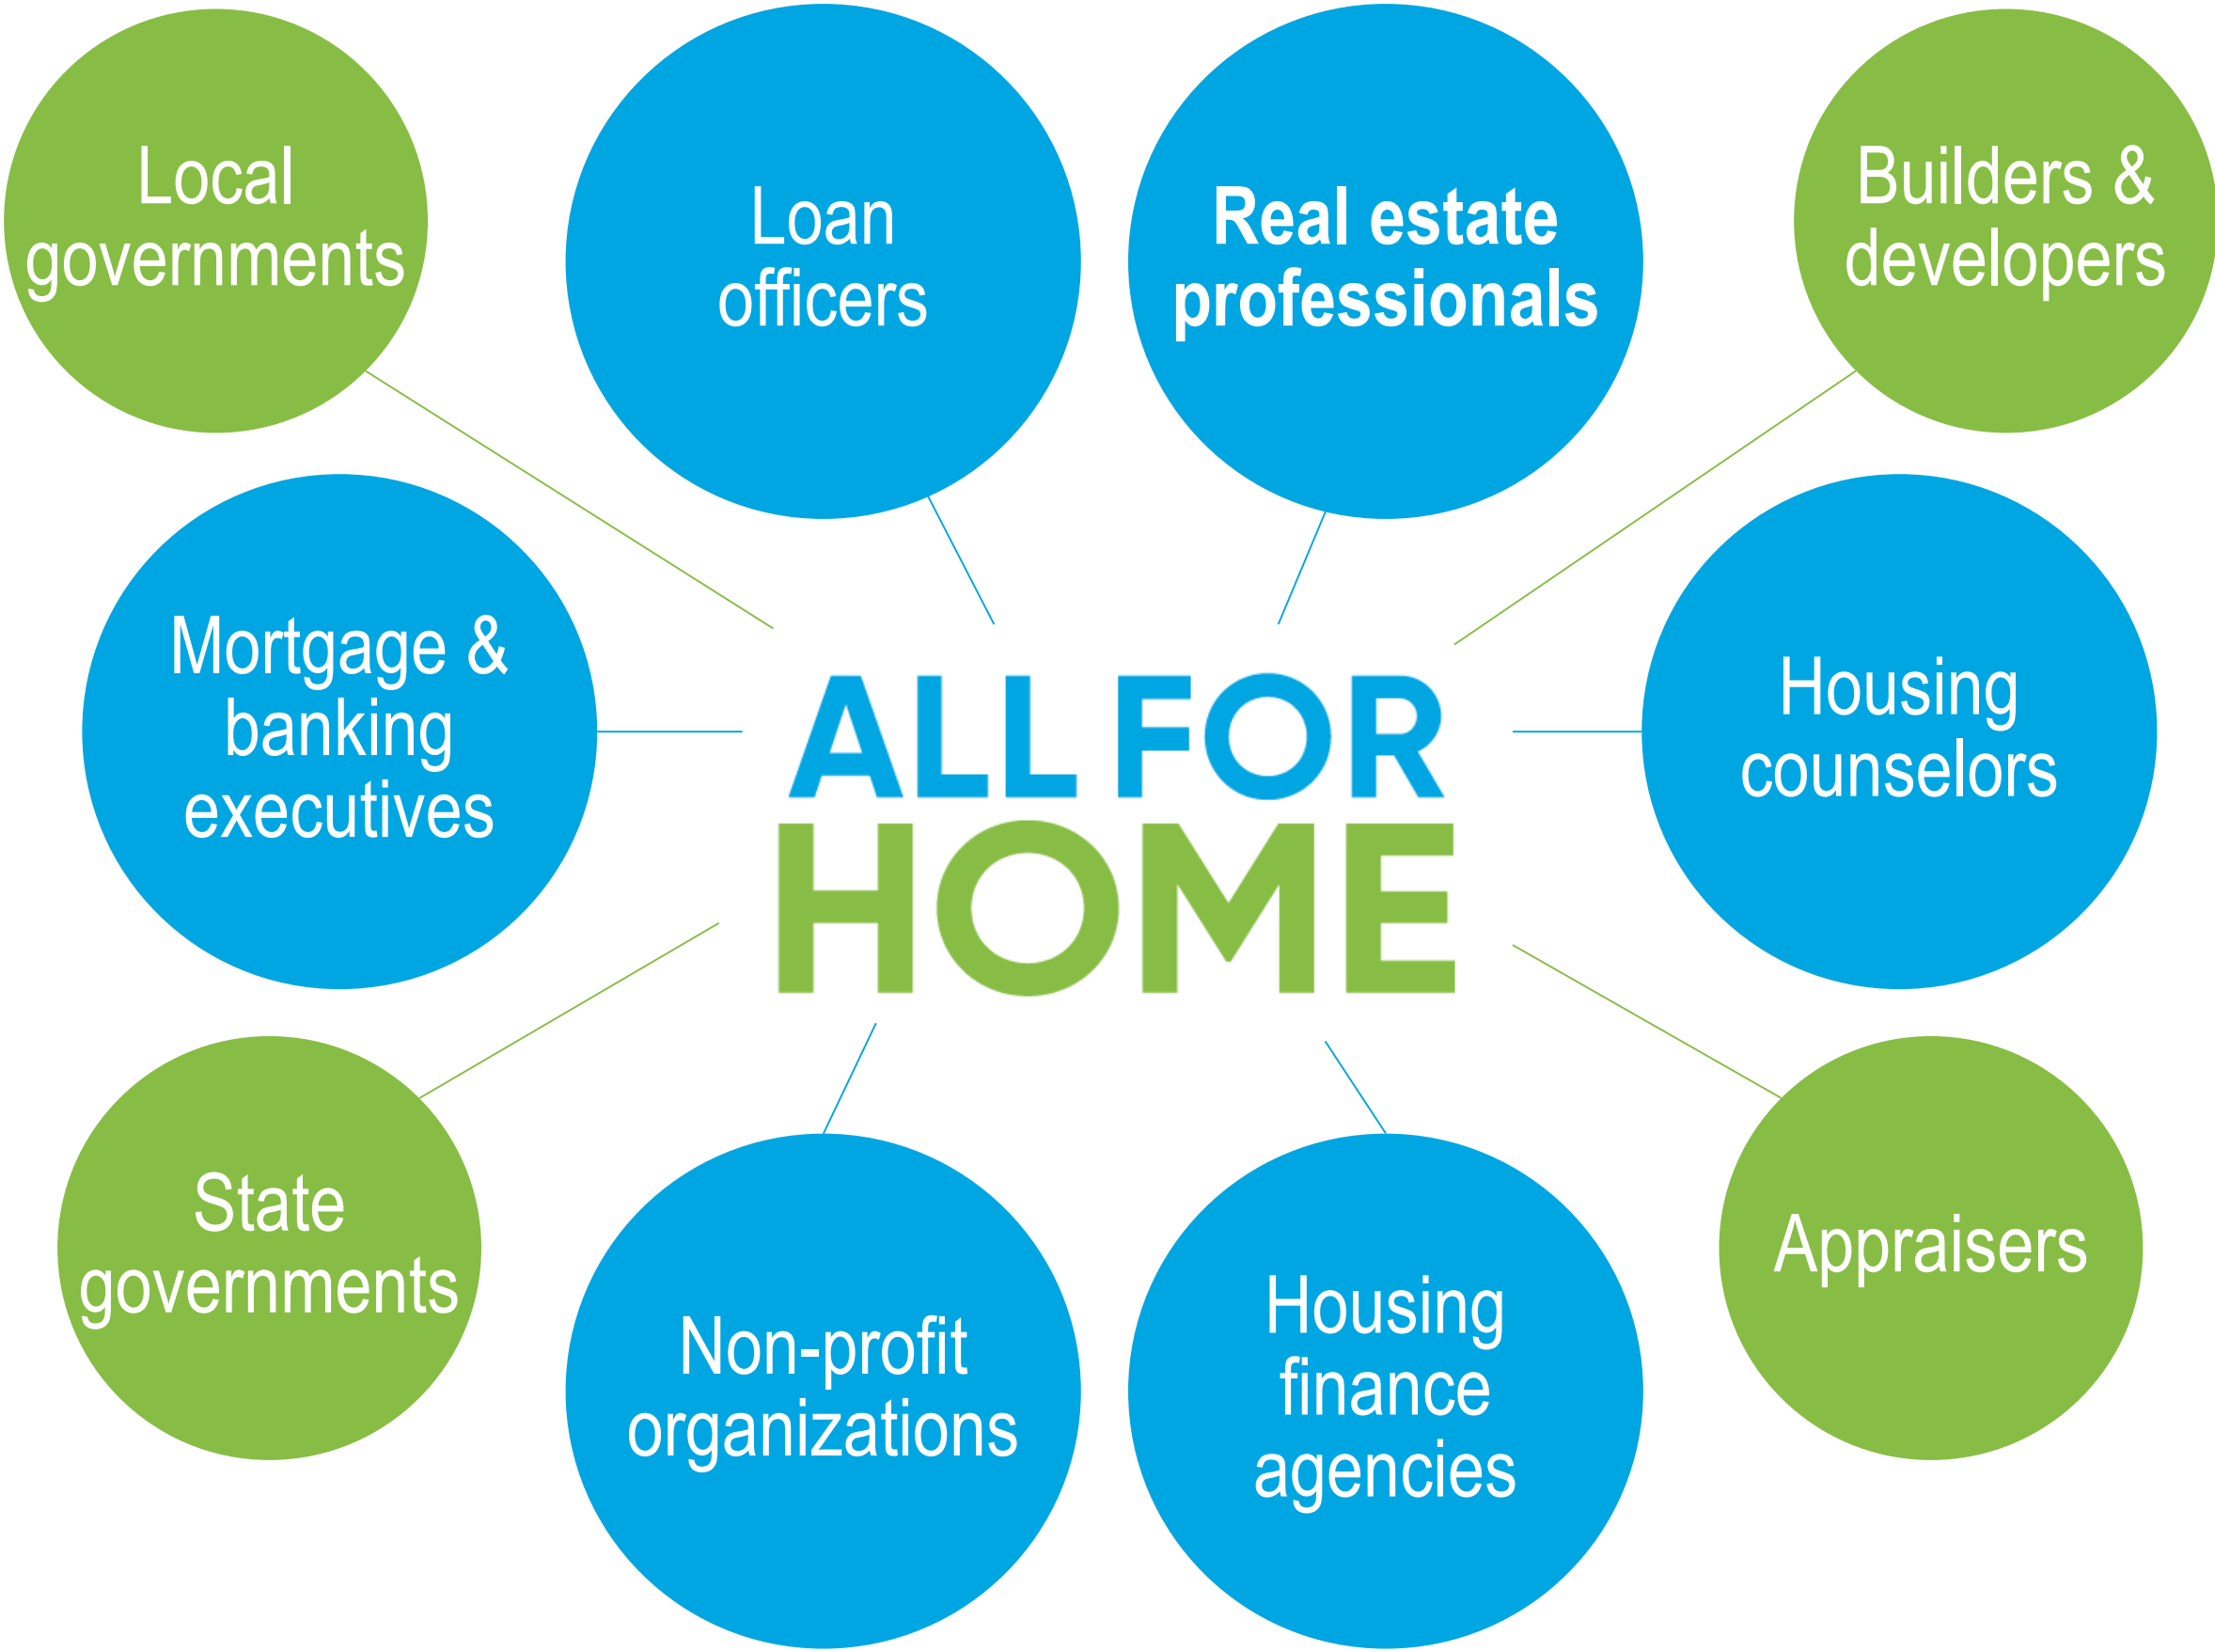 Local
governments
Loan
officers
Real estate
professionals
Builders &
developers
Mortgage &
banking
executives
ALL FOR
HOME
Housing
counselors
State
governments
Non-profit
organizations
Housing
finance
agencies
Appraisers